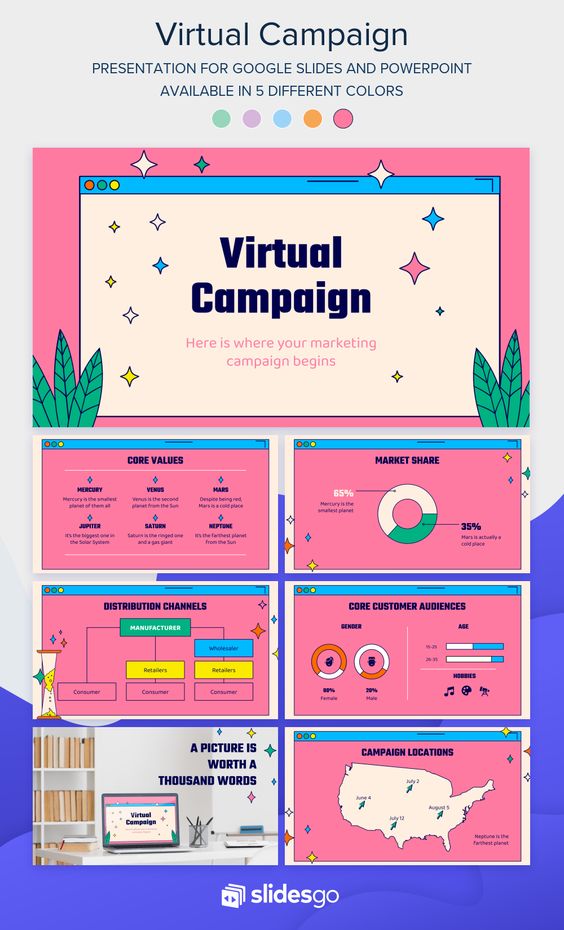 Virtual Campaign
PRESENTATION FOR GOOGLE SLIDES AND POWERPOINT
AVAILABLE IN 5 DIFFERENT COLORS
Virtual
Campaign
Here is where your marketing
campaign begins
CORE VALUES
MERCURY VENUS MARS
Mercury is the smallest planet of them all
Venus is the second planet from the Sun
Despite being red, Mars is a cold place
JUPITER SATURN NEPTUNE
It's the biggest one in the Solar System
Saturn is the ringed one and a gas giant
It's the farthest planet from the Sun
MARKET SHARE
65%
Mercury is the
smallest planet
35%
Mars is actually a
cold place
DISTRIBUTION CHANNELS
MANUFACTURER
Wholesaler
Retailers Retailers
Consumer Consumer Consumer
CORE CUSTOMER AUDIENCES
GENDER
80% 20%
Female Male
AGE
15-25
26-35
HOBBIES
A PICTURE IS
WORTH A
THOUSAND WORDS
Virtual
Campaign
CAMPAIGN LOCATIONS
June 4
July 2
July 12
August 5
Neptune is the
farthest planet
slidesgo